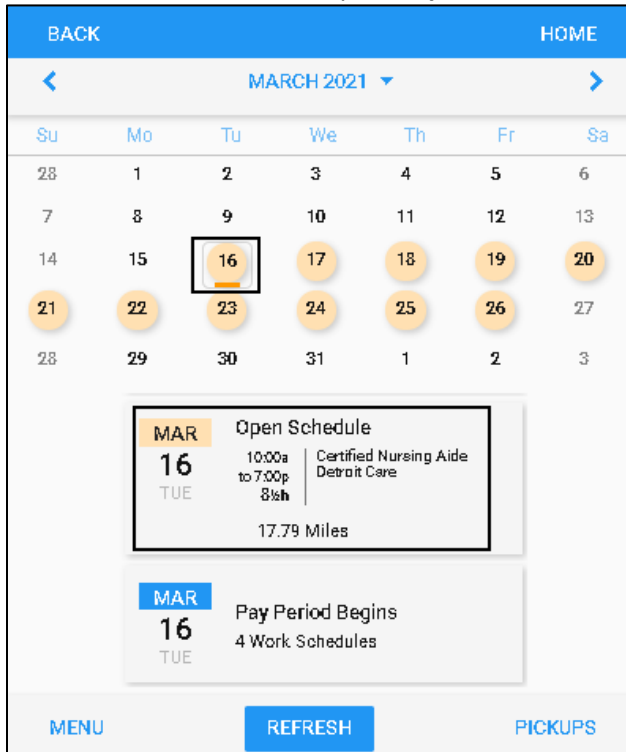 BACK HOME
MARCH 2021
Su Mo Tu We Th Fr Sa
28 1 2 3 4 5 6
7 8 9 10 11 12 13
14 15 16 17 18 19 20
21 22 23 24 25 26 27
28 29 30 31 1 2 3
MAR
16
TUE
Open Schedule
10:00a
to 7:00p
8½h
Certified Nursing Aide
Detroit Care
17.79 Miles
MAR
16
TUE
Pay Period Begins
4 Work Schedules
MENU REFRESH PICKUPS